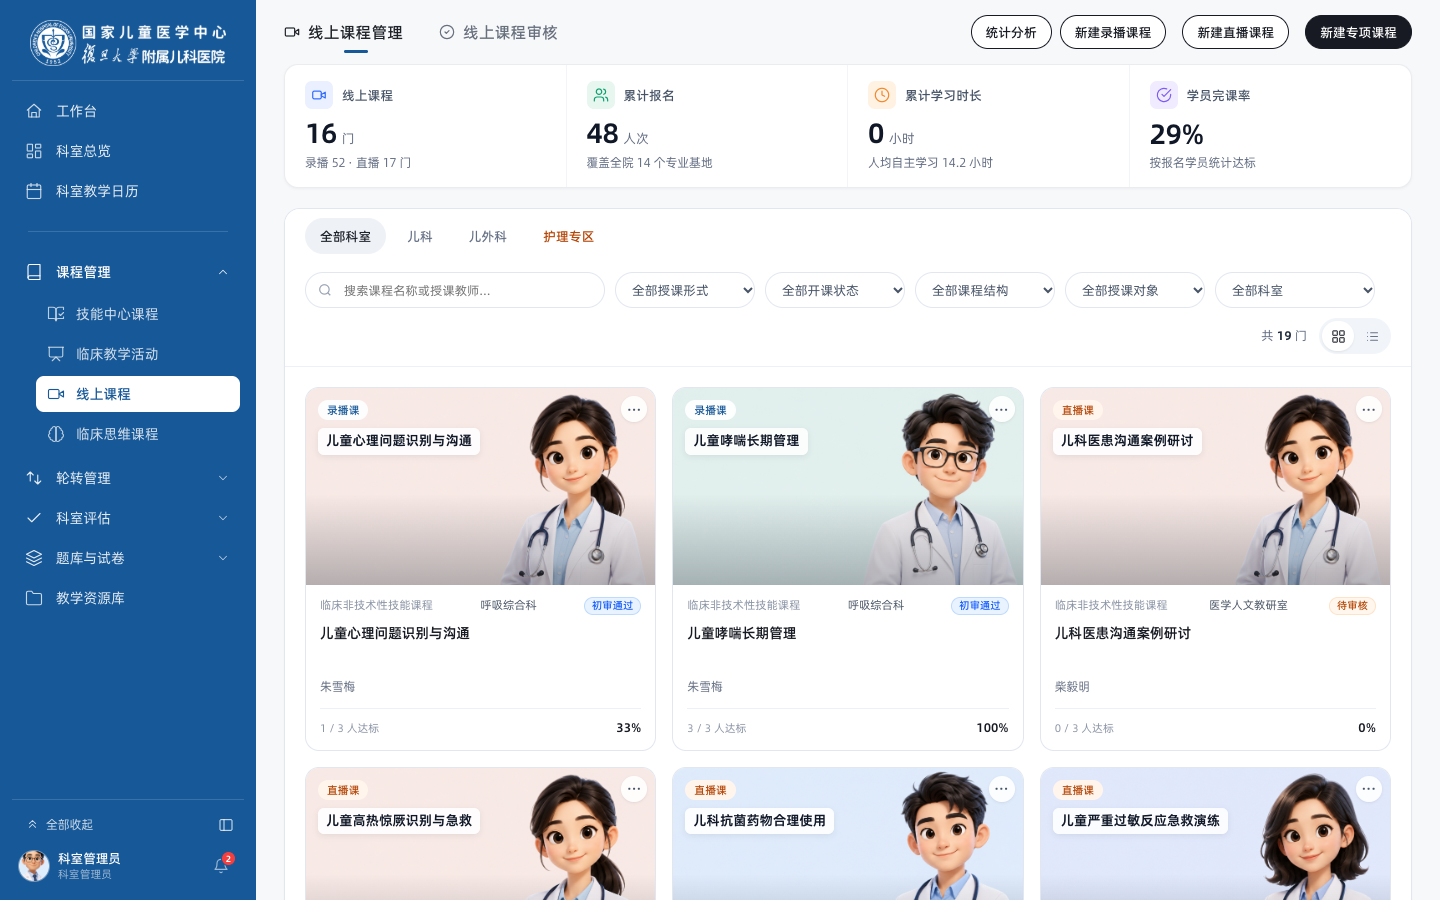 国家儿童医学中心
復旦大学附属儿科医院
1952
工作台
科室总览
科室教学日历
课程管理
技能中心课程
临床教学活动
线上课程
临床思维课程
轮转管理
科室评估
题库与试卷
教学资源库
全部收起
科室管理员
科室管理员
2
线上课程管理
线上课程审核
统计分析
新建录播课程
新建直播课程
新建专项课程
线上课程
16 门
录播 52 · 直播 17 门
累计报名
48 人次
覆盖全院 14 个专业基地
累计学习时长
0 小时
人均自主学习 14.2 小时
学员完课率
29%
按报名学员统计达标
全部科室
儿科
儿外科
护理专区
搜索课程名称或授课教师...
全部授课形式
全部开课状态
全部课程结构
全部授课对象
全部科室
共 19 门
录播课
儿童心理问题识别与沟通
临床非技术性技能课程
呼吸综合科
初审通过
儿童心理问题识别与沟通
朱雪梅
1 / 3 人达标
33%
录播课
儿童哮喘长期管理
临床非技术性技能课程
呼吸综合科
初审通过
儿童哮喘长期管理
朱雪梅
3 / 3 人达标
100%
直播课
儿科医患沟通案例研讨
临床非技术性技能课程
医学人文教研室
待审核
儿科医患沟通案例研讨
柴毅明
0 / 3 人达标
0%
直播课
儿童高热惊厥识别与急救
直播课
儿科抗菌药物合理使用
直播课
儿童严重过敏反应急救演练